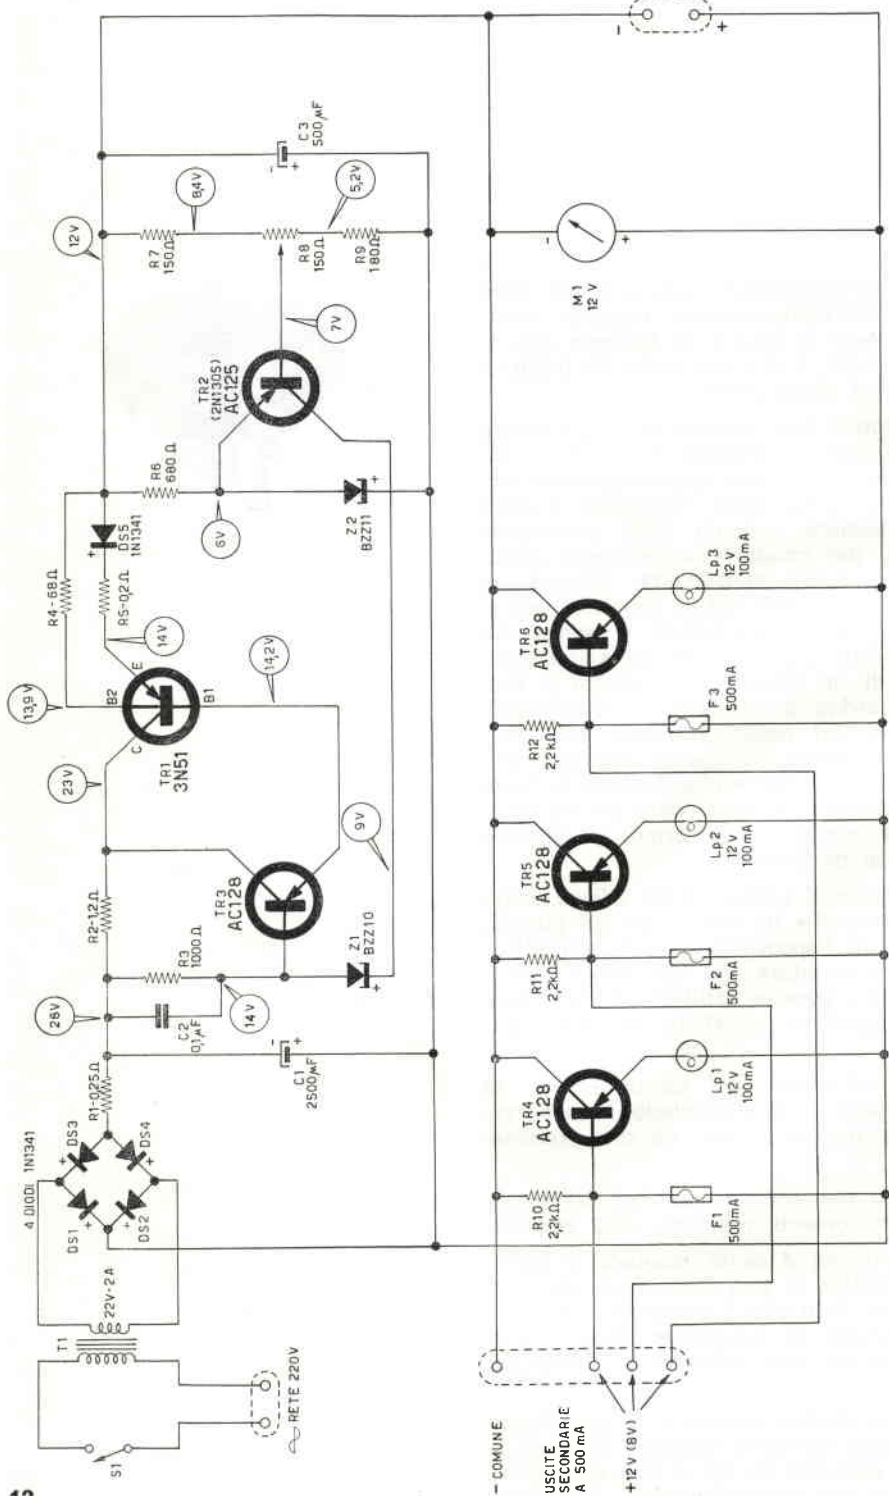 12
S1
RETE 220V
T1
22V-2A
4 DIODI 1N1341
DS1
DS3
DS2
DS4
R1-0,25Ω
C1
2500µF
-
+
28V
C2
0,1µF
R3
1000Ω
14V
R2-1,2Ω
TR3
AC128
Z1
BZZ10
+
23V
9V
TR1
3N51
C
B2
B1
E
13,9V
14,2V
14V
R4-68Ω
R5-0,2Ω
DS5
1N1341
+
R6
680Ω
6V
Z2
BZZ11
+
TR2
(2N1305)
AC125
7V
12V
R7
150Ω
8,4V
R8
150Ω
R9
180Ω
5,2V
C3
500µF
-
+
- COMUNE
USCITE
SECONDARIE
A 500 mA
+12V (8V)
R10
2,2kΩ
F1
500mA
TR4
AC128
Lp1
12V
100mA
R11
2,2kΩ
F2
500mA
TR5
AC128
Lp2
12V
100mA
R12
2,2kΩ
F3
500mA
TR6
AC128
Lp3
12V
100mA
M1
12 V
-
+
-
+